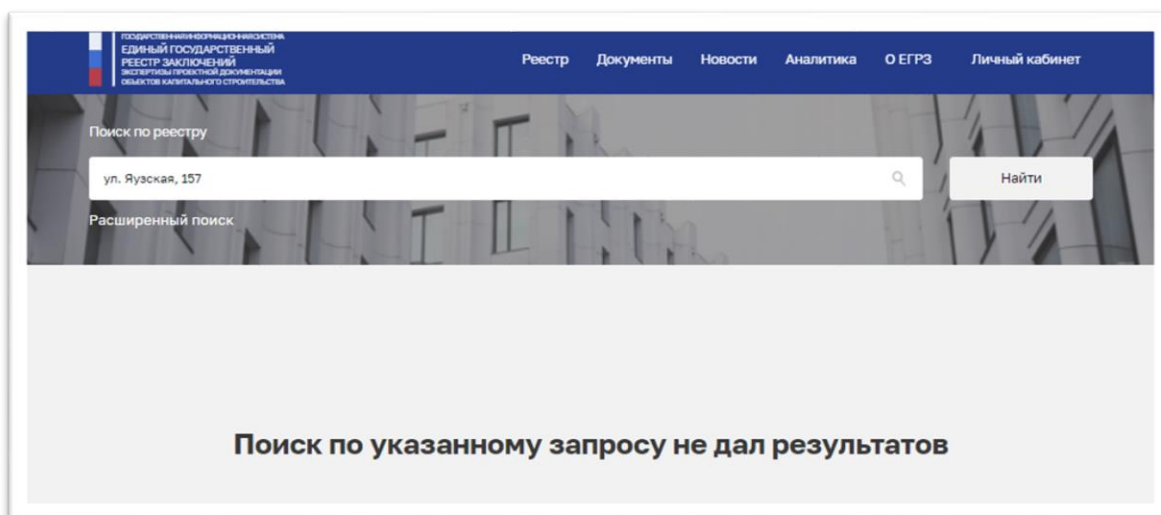 ГОСУДАРСТВЕННАЯ ИНФОРМАЦИОННАЯ СИСТЕМА
ЕДИНЫЙ ГОСУДАРСТВЕННЫЙ
РЕЕСТР ЗАКЛЮЧЕНИЙ
ЭКСПЕРТИЗЫ ПРОЕКТНОЙ ДОКУМЕНТАЦИИ
ОБЪЕКТОВ КАПИТАЛЬНОГО СТРОИТЕЛЬСТВА
Реестр Документы Новости Аналитика О ЕГРЗ Личный кабинет
Поиск по реестру
ул. Яузская, 157
Найти
Расширенный поиск
Поиск по указанному запросу не дал результатов